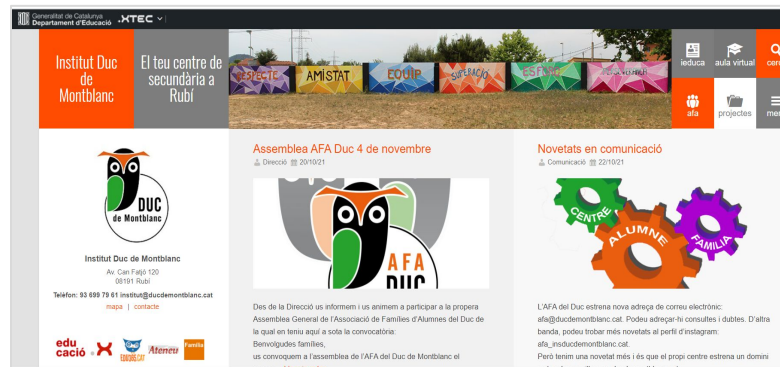 Generalitat de Catalunya
Departament d'Educació
.XTEC
Institut Duc
de
Montblanc
El teu centre de
secundària a
Rubí
RESPECTE
AMISTAT
EQUIP
SUPERACIÓ
ESFORÇ
ieduca
aula virtual
cerca
afa
projectes
menú
DUC
de Montblanc
Institut Duc de Montblanc
Av. Can Fatjó 120
08191 Rubí
Telèfon: 93 699 79 61 institut@ducdemontblanc.cat
mapa | contacte
edu
cació
EDU365.CAT
Ateneu
Família
Assemblea AFA Duc 4 de novembre
Direcció 20/10/21
AFA
DUC
Des de la Direcció us informem i us animem a participar a la propera
Assemblea General de l'Associació de Famílies d'Alumnes del Duc de
la qual en teniu aquí a sota la convocatòria:
Benvolgudes famílies,
us convoquem a l'assemblea de l'AFA del Duc de Montblanc el
Novetats en comunicació
Comunicació 22/10/21
CENTRE
ALUMNE
FAMILIA
L'AFA del Duc estrena nova adreça de correu electrònic:
afa@ducdemontblanc.cat. Podeu adreçar-hi consultes i dubtes. D'altra
banda, podeu trobar més novetats al perfil d'instagram:
afa_insducdemontblanc.cat.
Però tenim una novetat més i és que el propi centre estrena un domini